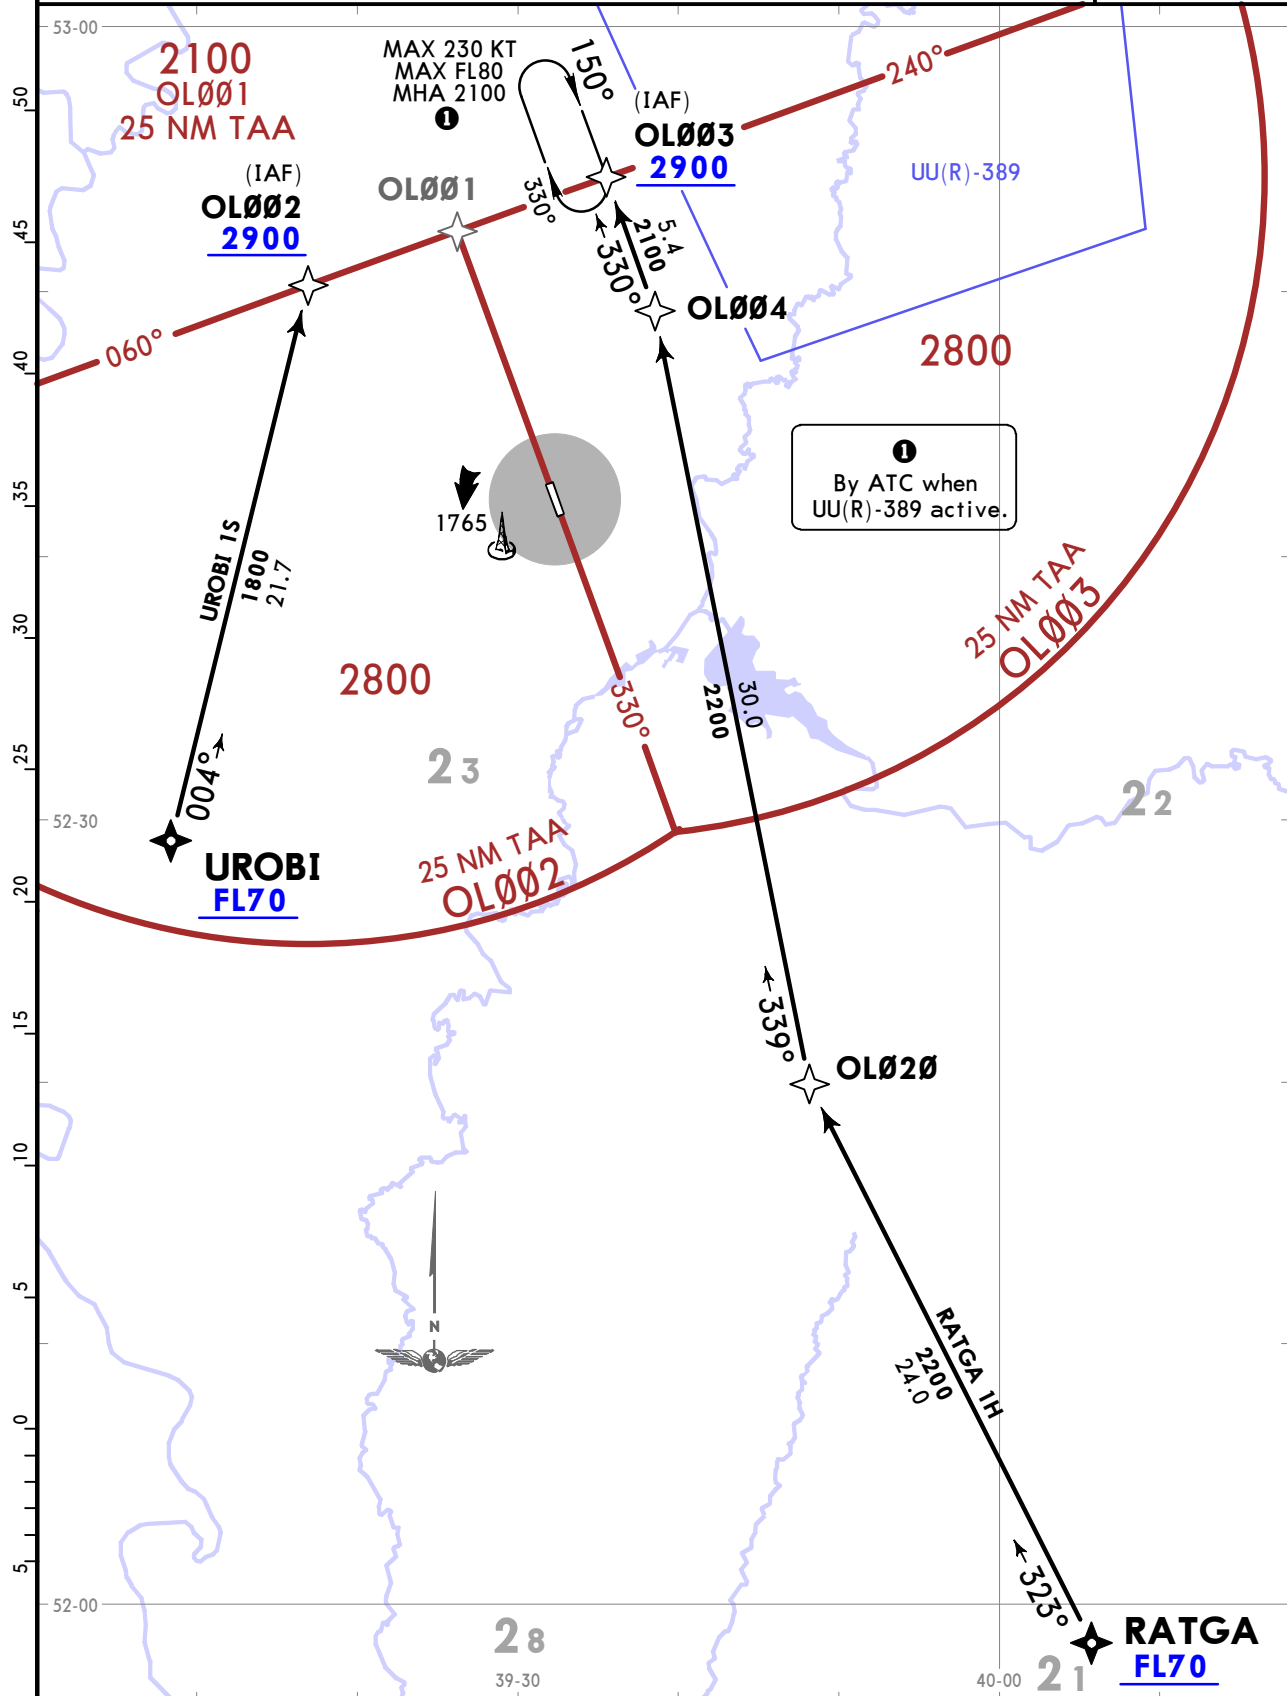 53-00
2100
OLØØ1
25 NM TAA
MAX 230 KT
MAX FL80
MHA 2100
1
150°
330°
(IAF)
OLØØ3
2900
240°
UU(R)-389
(IAF)
OLØØ2
2900
OLØØ1
060°
5.4
2100
330°
OLØØ4
2800
1
By ATC when
UU(R)-389 active.
1765
UROBI 1S
1800
21.7
004°
2800
330°
25 NM TAA
OLØØ3
2200
30.0
2 3
2 2
52-30
UROBI
FL70
25 NM TAA
OLØØ2
339°
OLØ2Ø
N
RATGA 1H
2200
24.0
323°
RATGA
FL70
52-00
2 8
2 1
39-30
40-00
50
45
40
35
30
25
20
15
10
5
0
5